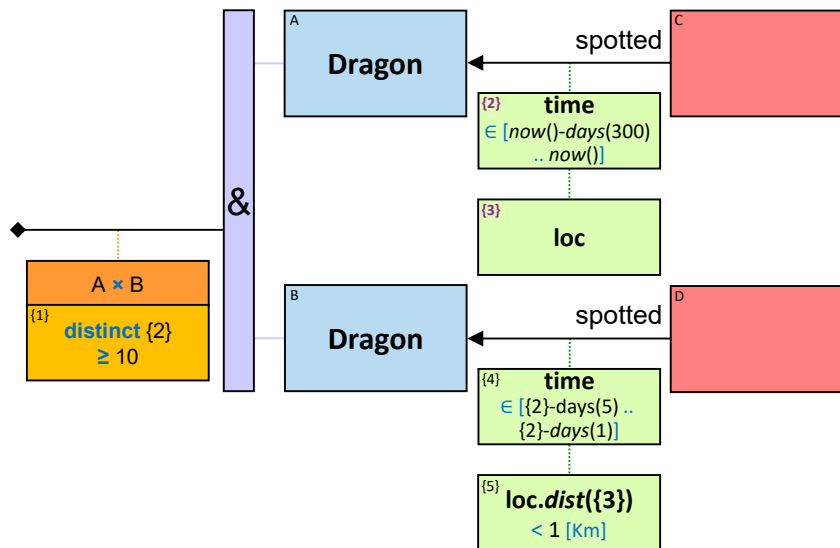 A
Dragon
spotted
C
{2}
time
∈ [now()-days(300)
.. now()]
{3}
loc
&
A × B
{1}
distinct {2}
≥ 10
B
Dragon
spotted
D
{4}
time
∈ [{2}-days(5) ..
{2}-days(1)]
{5}
loc.dist({3})
< 1 [Km]